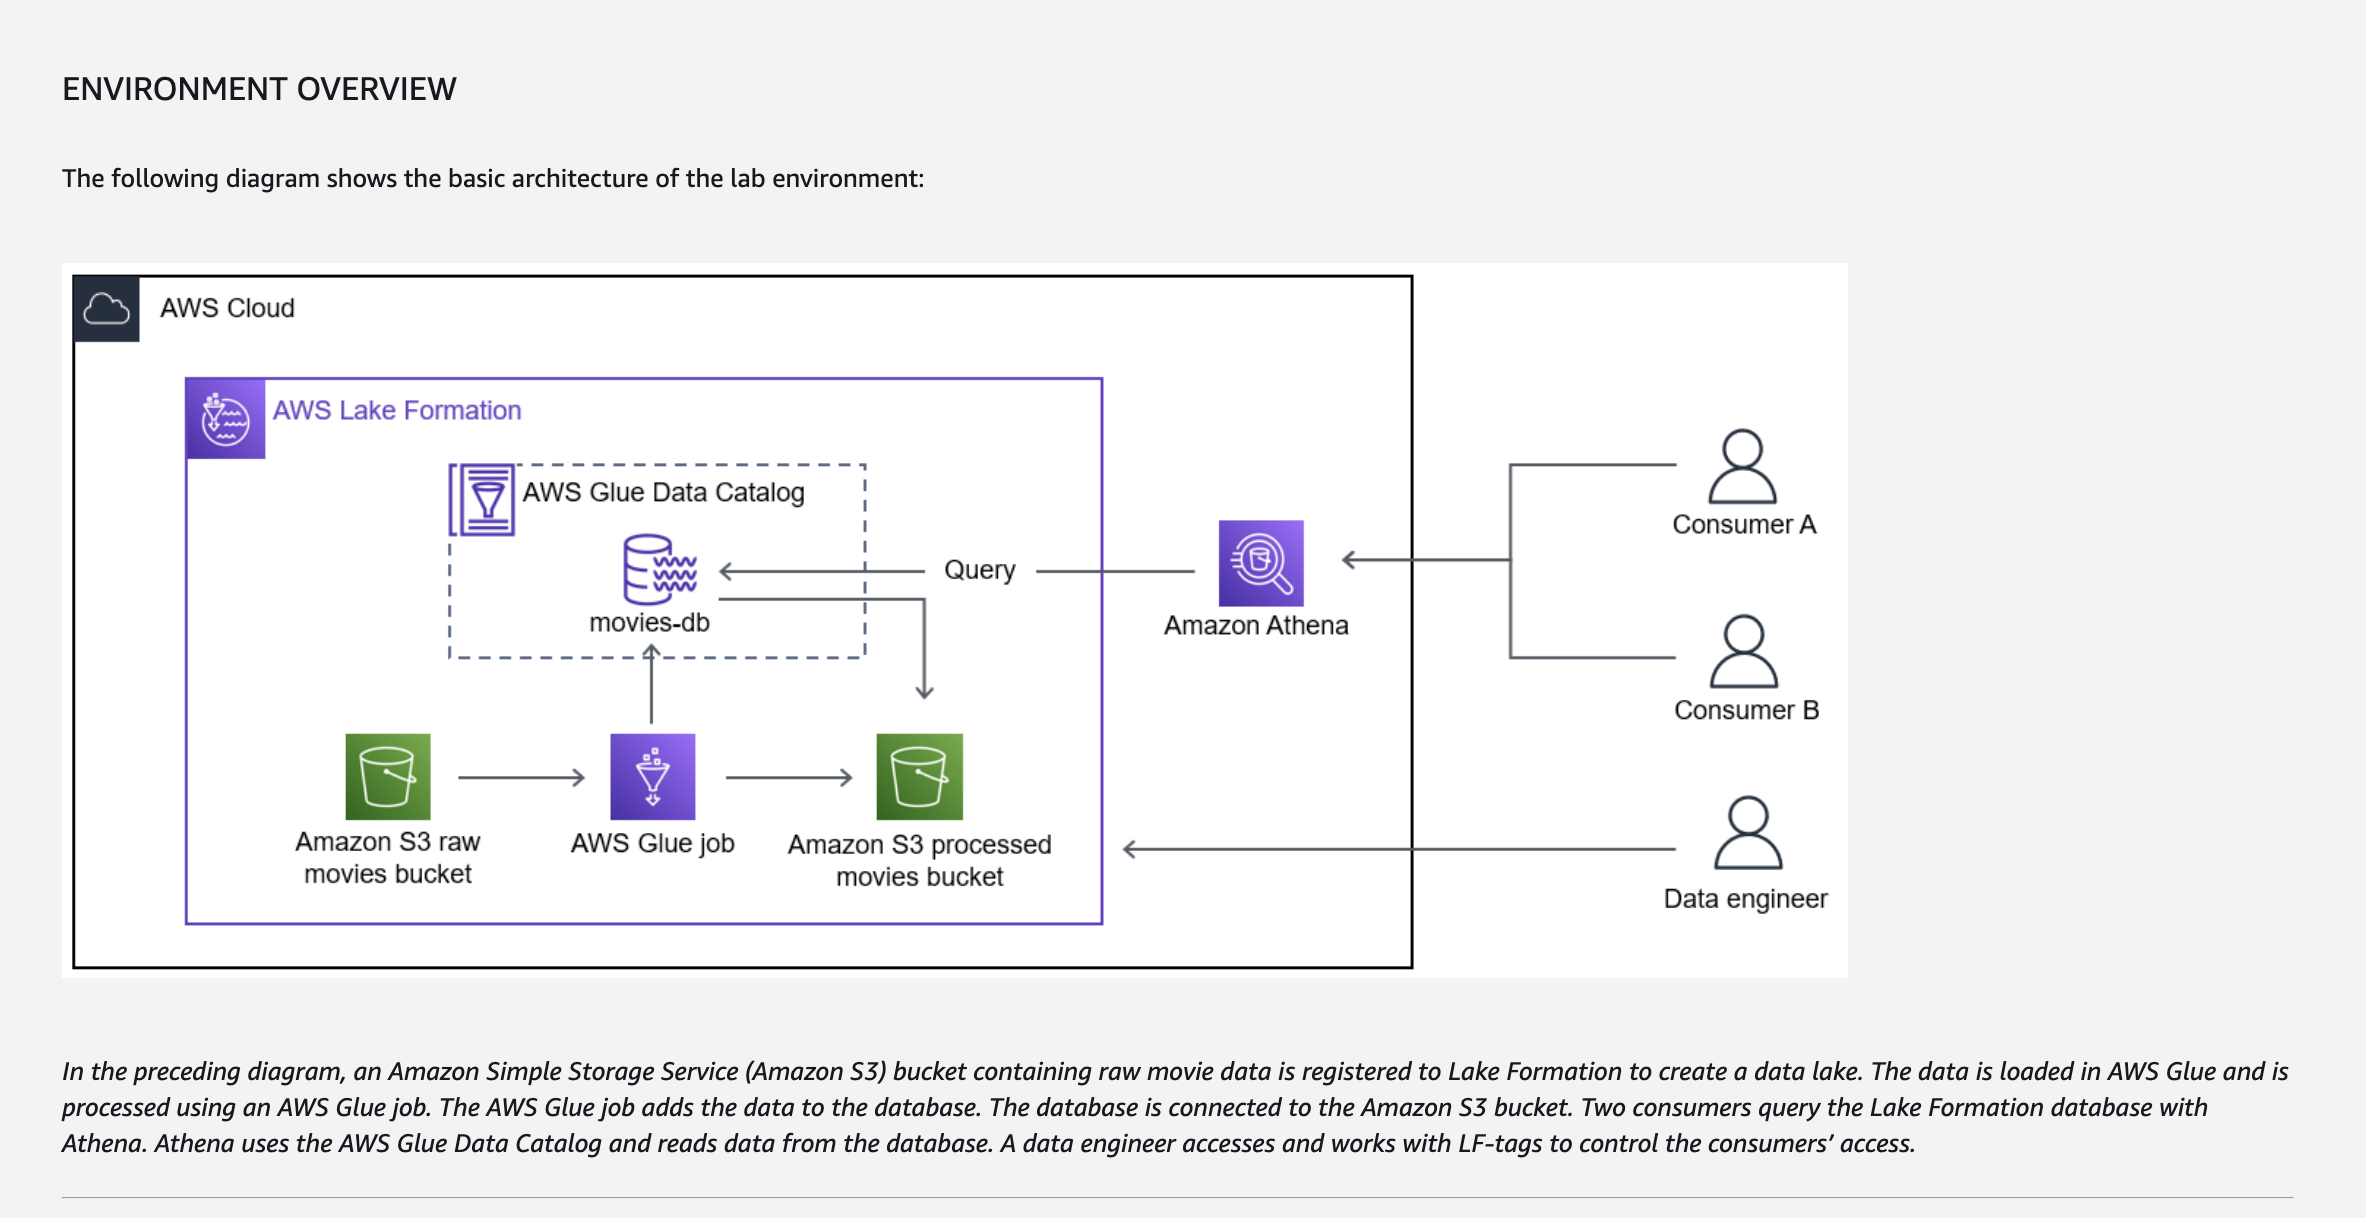 ENVIRONMENT OVERVIEW
The following diagram shows the basic architecture of the lab environment:
AWS Cloud
AWS Lake Formation
AWS Glue Data Catalog
movies-db
Query
Amazon Athena
Consumer A
Consumer B
Amazon S3 raw
movies bucket
AWS Glue job
Amazon S3 processed
movies bucket
Data engineer
In the preceding diagram, an Amazon Simple Storage Service (Amazon S3) bucket containing raw movie data is registered to Lake Formation to create a data lake. The data is loaded in AWS Glue and is
processed using an AWS Glue job. The AWS Glue job adds the data to the database. The database is connected to the Amazon S3 bucket. Two consumers query the Lake Formation database with
Athena. Athena uses the AWS Glue Data Catalog and reads data from the database. A data engineer accesses and works with LF-tags to control the consumers’ access.